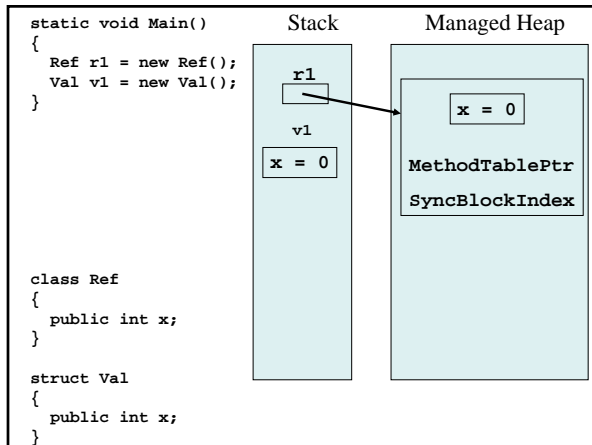 static void Main()
{
  Ref r1 = new Ref();
  Val v1 = new Val();
}
class Ref
{
  public int x;
}
struct Val
{
  public int x;
}
Stack
r1
v1
x = 0
Managed Heap
x = 0
MethodTablePtr
SyncBlockIndex